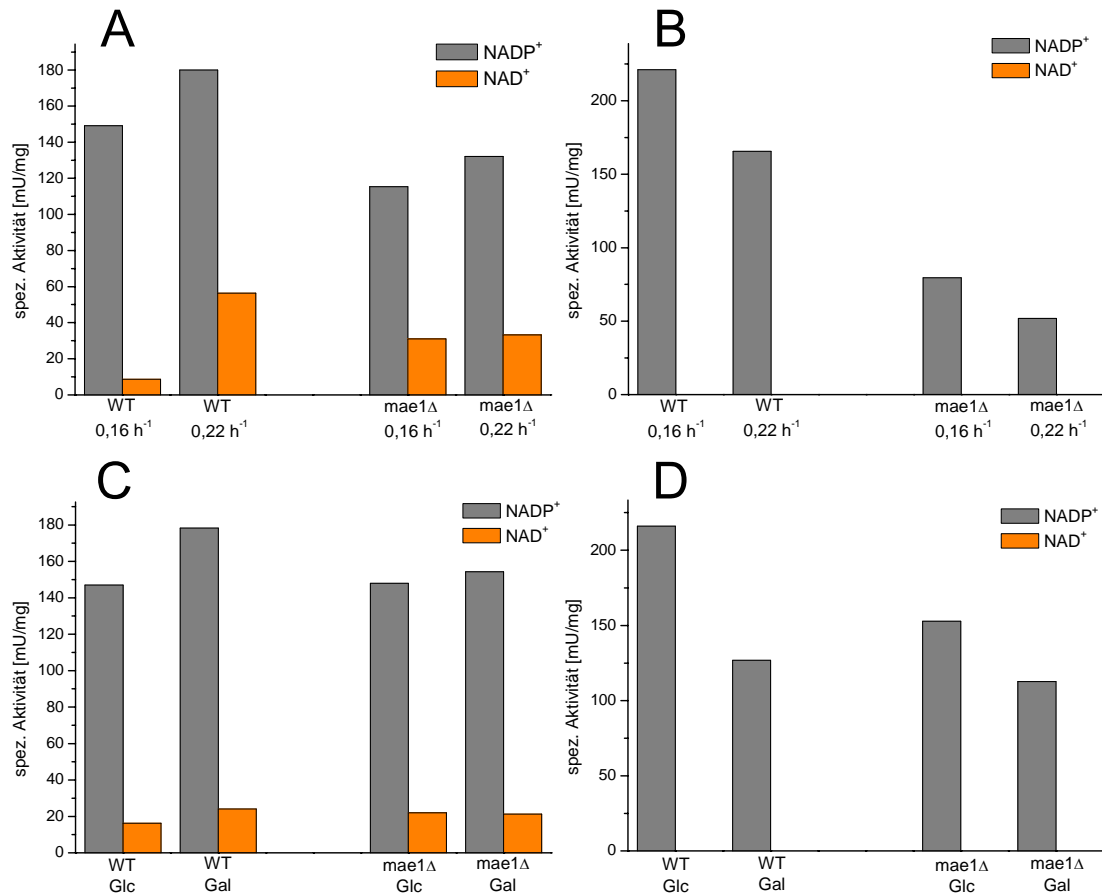 A
NADP+
NAD+
spez. Aktivität [mU/mg]
180
160
140
120
100
80
60
40
20
0
WT WT mae1Δ mae1Δ
0,16 h-1 0,22 h-1 0,16 h-1 0,22 h-1
B
NADP+
NAD+
spez. Aktivität [mU/mg]
200
150
100
50
0
WT WT mae1Δ mae1Δ
0,16 h-1 0,22 h-1 0,16 h-1 0,22 h-1
C
NADP+
NAD+
spez. Aktivität [mU/mg]
180
160
140
120
100
80
60
40
20
0
WT WT mae1Δ mae1Δ
Glc Gal Glc Gal
D
NADP+
NAD+
spez. Aktivität [mU/mg]
200
150
100
50
0
WT WT mae1Δ mae1Δ
Glc Gal Glc Gal